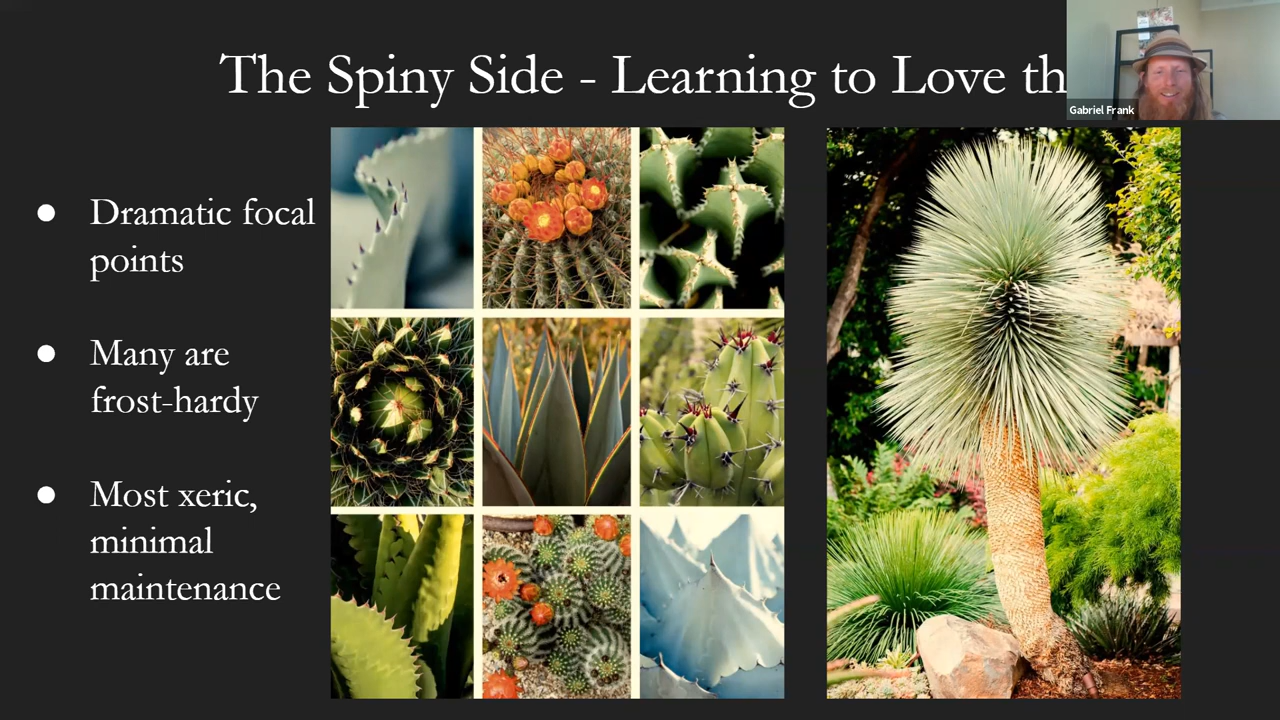 The Spiny Side - Learning to Love th
Gabriel Frank
● Dramatic focal
points
● Many are
frost-hardy
● Most xeric,
minimal
maintenance